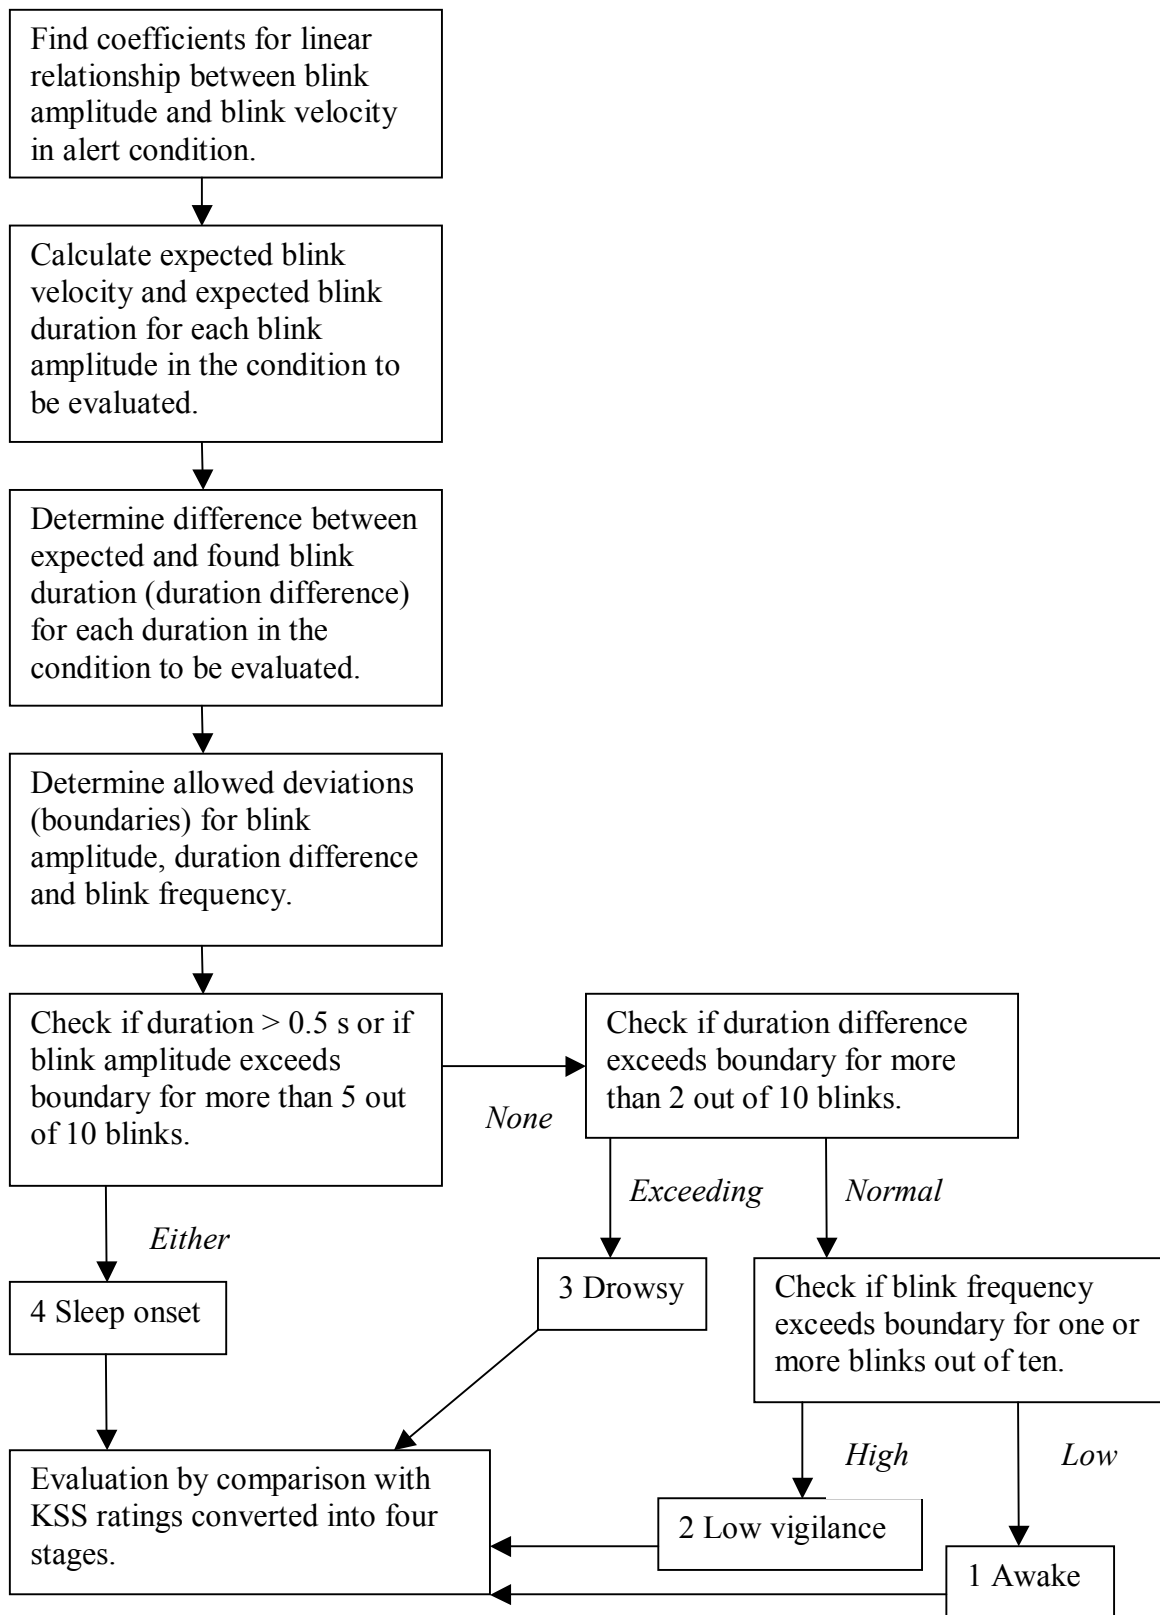 Find coefficients for linear
relationship between blink
amplitude and blink velocity
in alert condition.
Calculate expected blink
velocity and expected blink
duration for each blink
amplitude in the condition to
be evaluated.
Determine difference between
expected and found blink
duration (duration difference)
for each duration in the
condition to be evaluated.
Determine allowed deviations
(boundaries) for blink
amplitude, duration difference
and blink frequency.
Check if duration > 0.5 s or if
blink amplitude exceeds
boundary for more than 5 out
of 10 blinks.
None
Check if duration difference
exceeds boundary for more
than 2 out of 10 blinks.
Either
Exceeding
Normal
4 Sleep onset
3 Drowsy
Check if blink frequency
exceeds boundary for one or
more blinks out of ten.
High
Low
Evaluation by comparison with
KSS ratings converted into four
stages.
2 Low vigilance
1 Awake